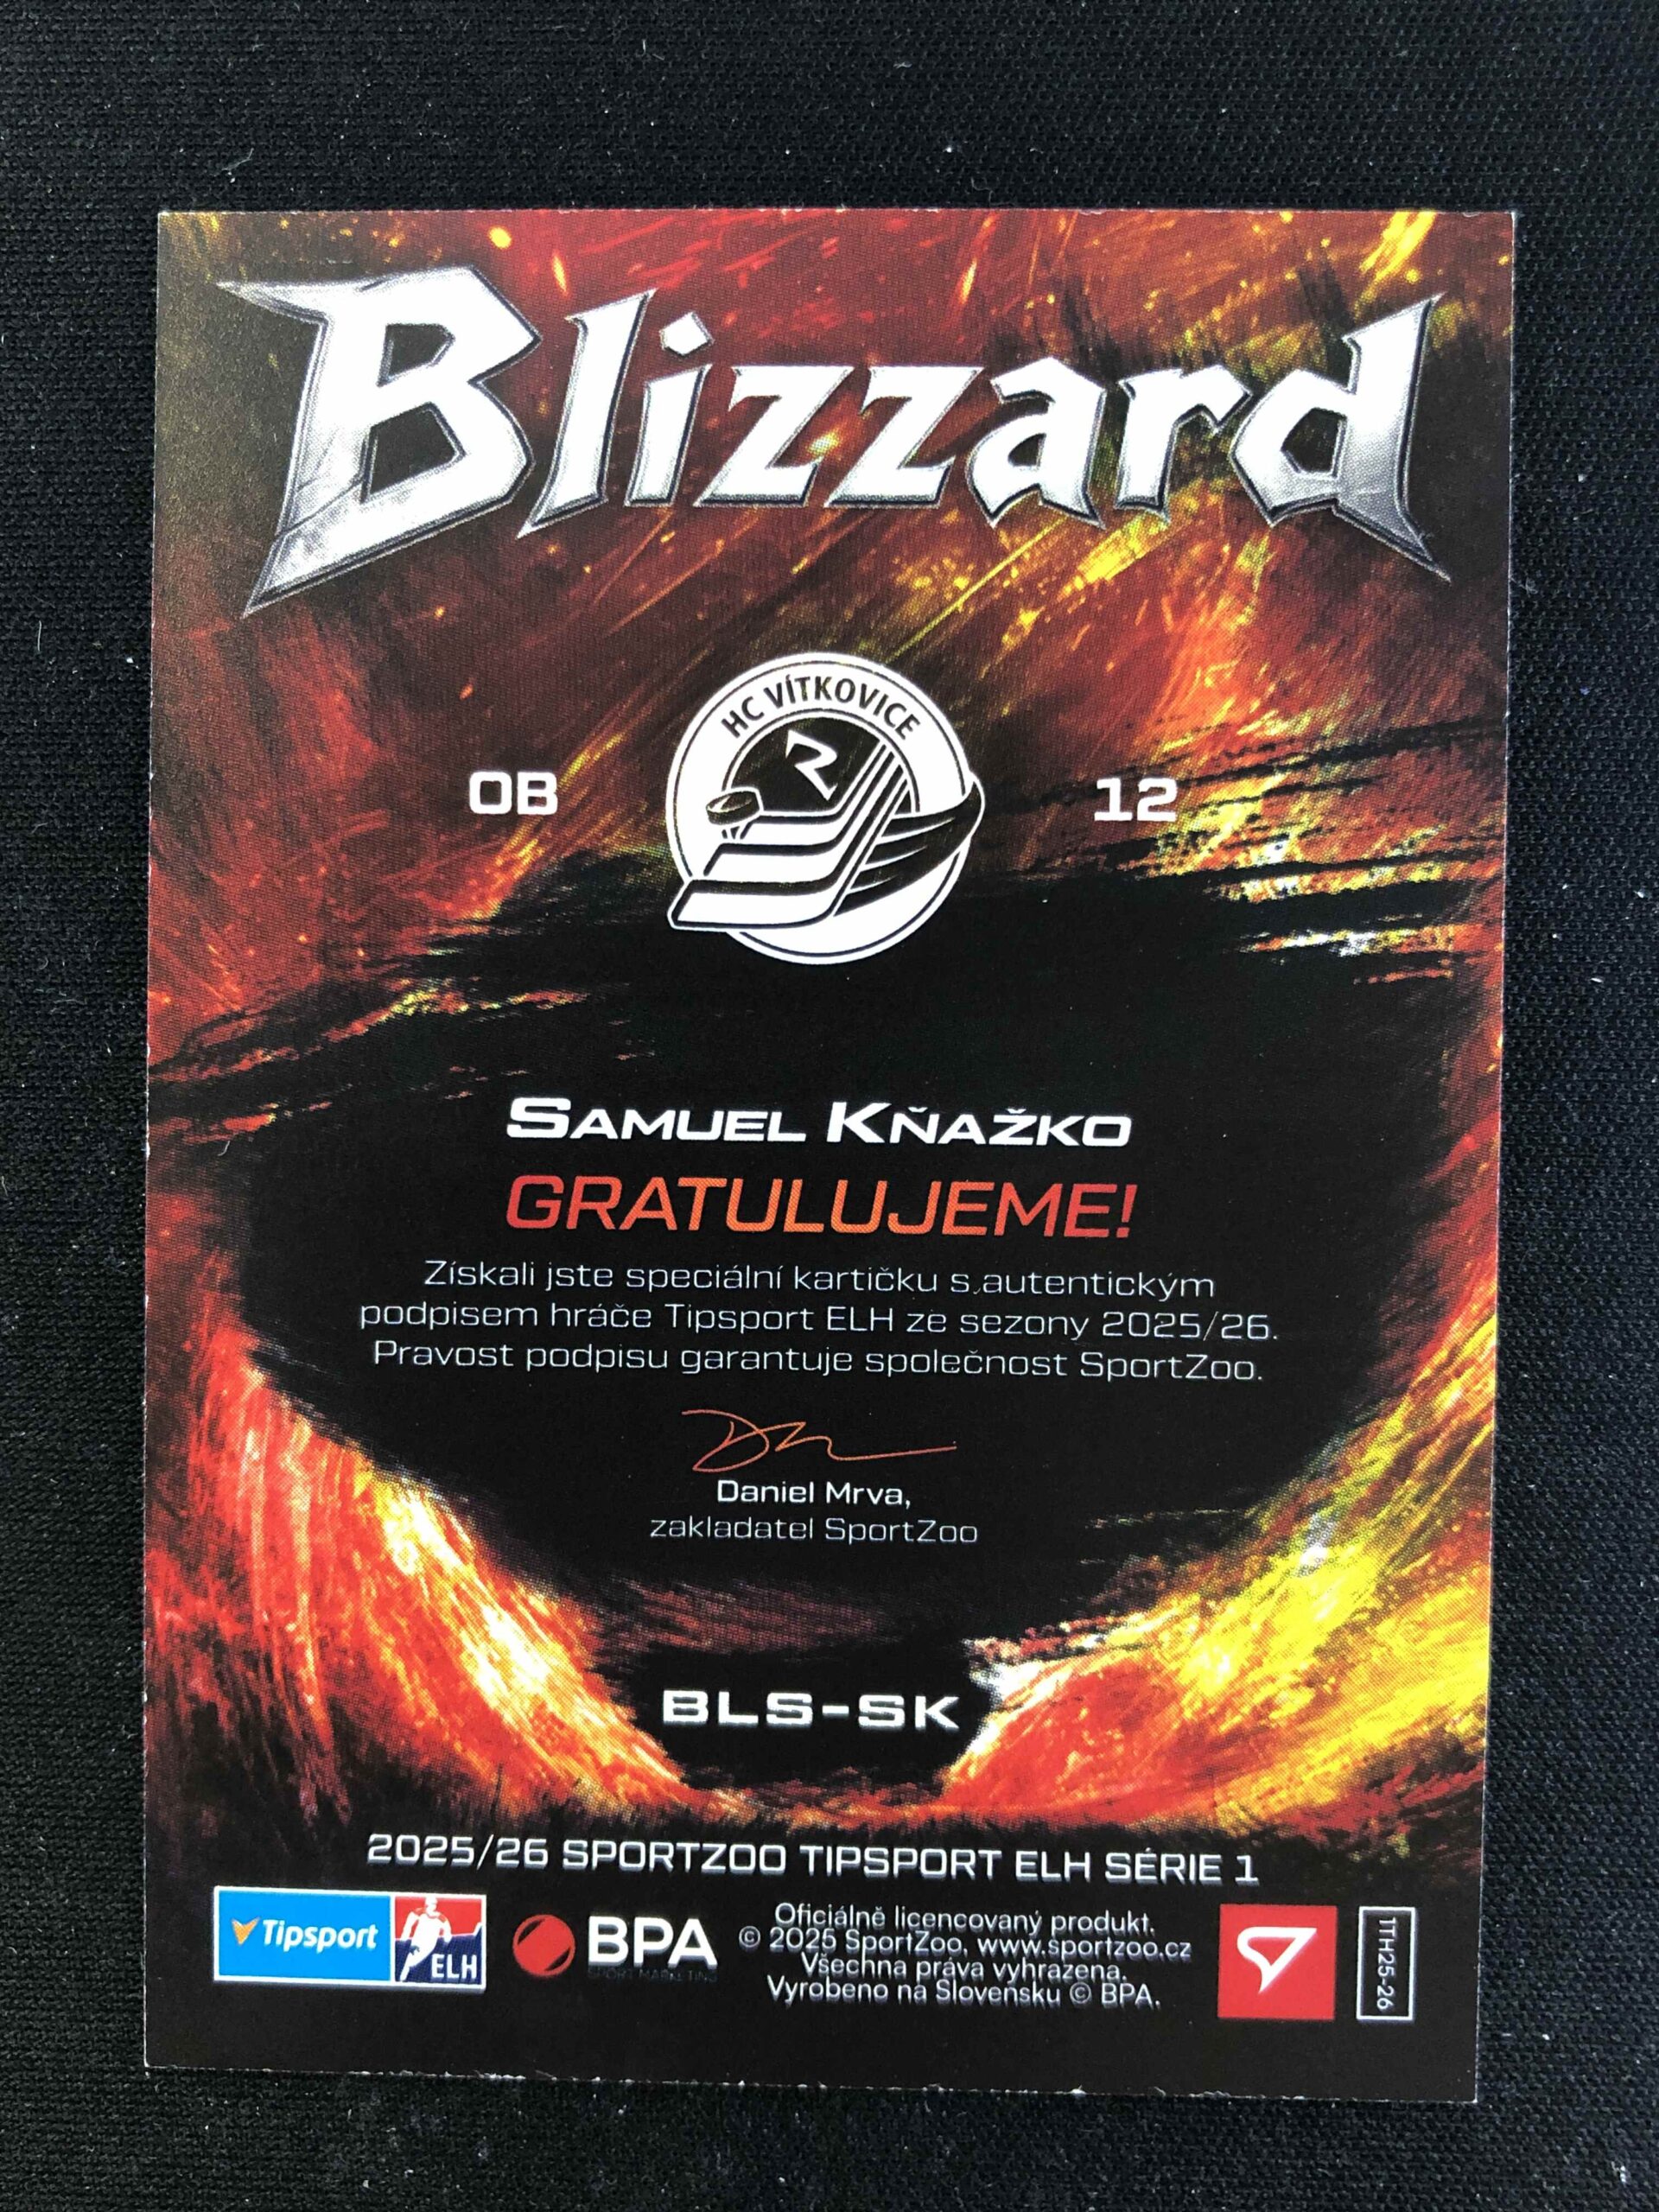 Blizzard
HC VÍTKOVICE
OB
12
SAMUEL KŇAŽKO
GRATULUJEME!
Získali jste speciální kartičku s autentickým
podpisem hráče Tipsport ELH ze sezony 2025/26.
Pravost podpisu garantuje společnost SportZoo.
Daniel Mrva,
zakladatel SportZoo
BLS-SK
2025/26 SPORTZOO TIPSPORT ELH SÉRIE 1
Tipsport
ELH
BPA
SPORT MARKETING
Oficiálně licencovaný produkt.
© 2025 SportZoo, www.sportzoo.cz
Všechna práva vyhrazena.
Vyrobeno na Slovensku © BPA.
TTH25-26